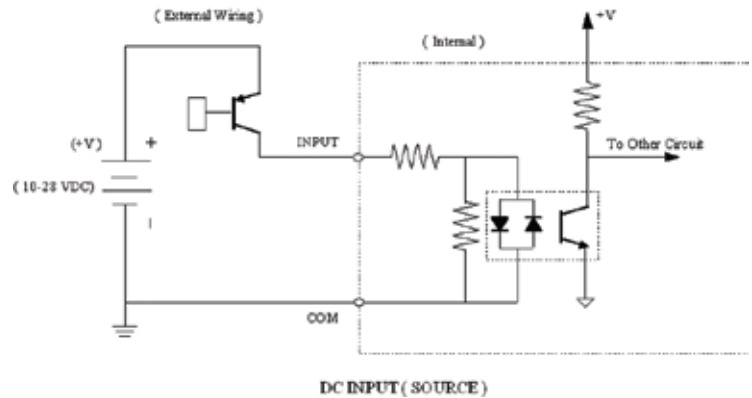 ( External Wiring )
+V
( Internal )
(+V)
+
INPUT
To Other Circuit
( 10-28 VDC)
COM
DC INPUT ( SOURCE )